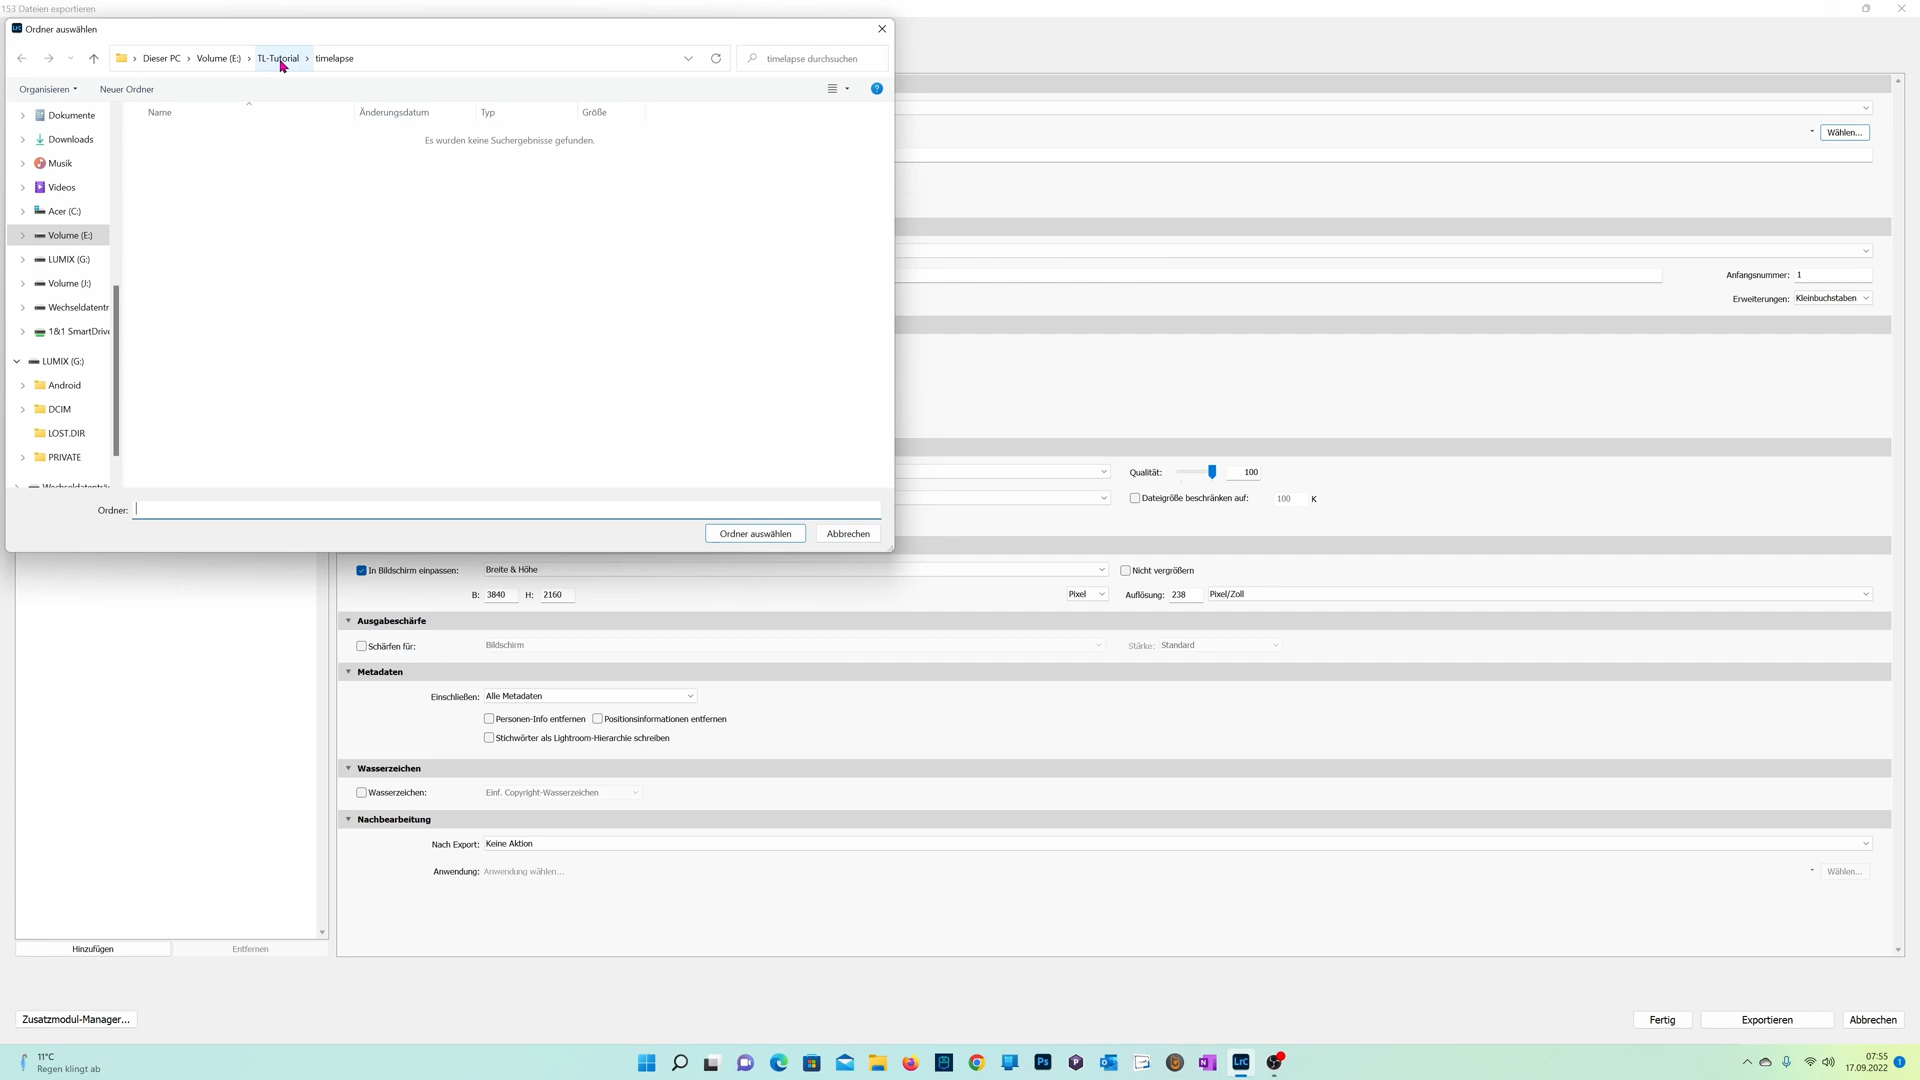 153 Dateien exportieren
Ordner auswählen
Dieser PC > Volume (E:) > TL-Tutorial > timelapse
timelapse durchsuchen
Organisieren
Neuer Ordner
Name
Änderungsdatum
Typ
Größe
Es wurden keine Suchergebnisse gefunden.
Dokumente
Downloads
Musik
Videos
Acer (C:)
Volume (E:)
LUMIX (G:)
Volume (J:)
Wechseldatentr
1&1 SmartDrive
LUMIX (G:)
Android
DCIM
LOST.DIR
PRIVATE
Wechseldatenträ
Ordner:
Ordner auswählen
Abbrechen
Wählen...
Anfangsnummer: 1
Erweiterungen: Kleinbuchstaben
Qualität: 100
Dateigröße beschränken auf: 100 K
In Bildschirm einpassen: Breite & Höhe
Nicht vergrößern
B: 3840 H: 2160
Pixel
Auflösung: 238 Pixel/Zoll
Ausgabeschärfe
Schärfen für: Bildschirm
Stärke: Standard
Metadaten
Einschließen: Alle Metadaten
Personen-Info entfernen
Positionsinformationen entfernen
Stichwörter als Lightroom-Hierarchie schreiben
Wasserzeichen
Wasserzeichen: Einf. Copyright-Wasserzeichen
Nachbearbeitung
Nach Export: Keine Aktion
Anwendung: Anwendung wählen...
Wählen...
Hinzufügen
Entfernen
Zusatzmodul-Manager...
Fertig
Exportieren
Abbrechen
11°C
Regen klingt ab
Ps
LrC
07:55
17.09.2022
1